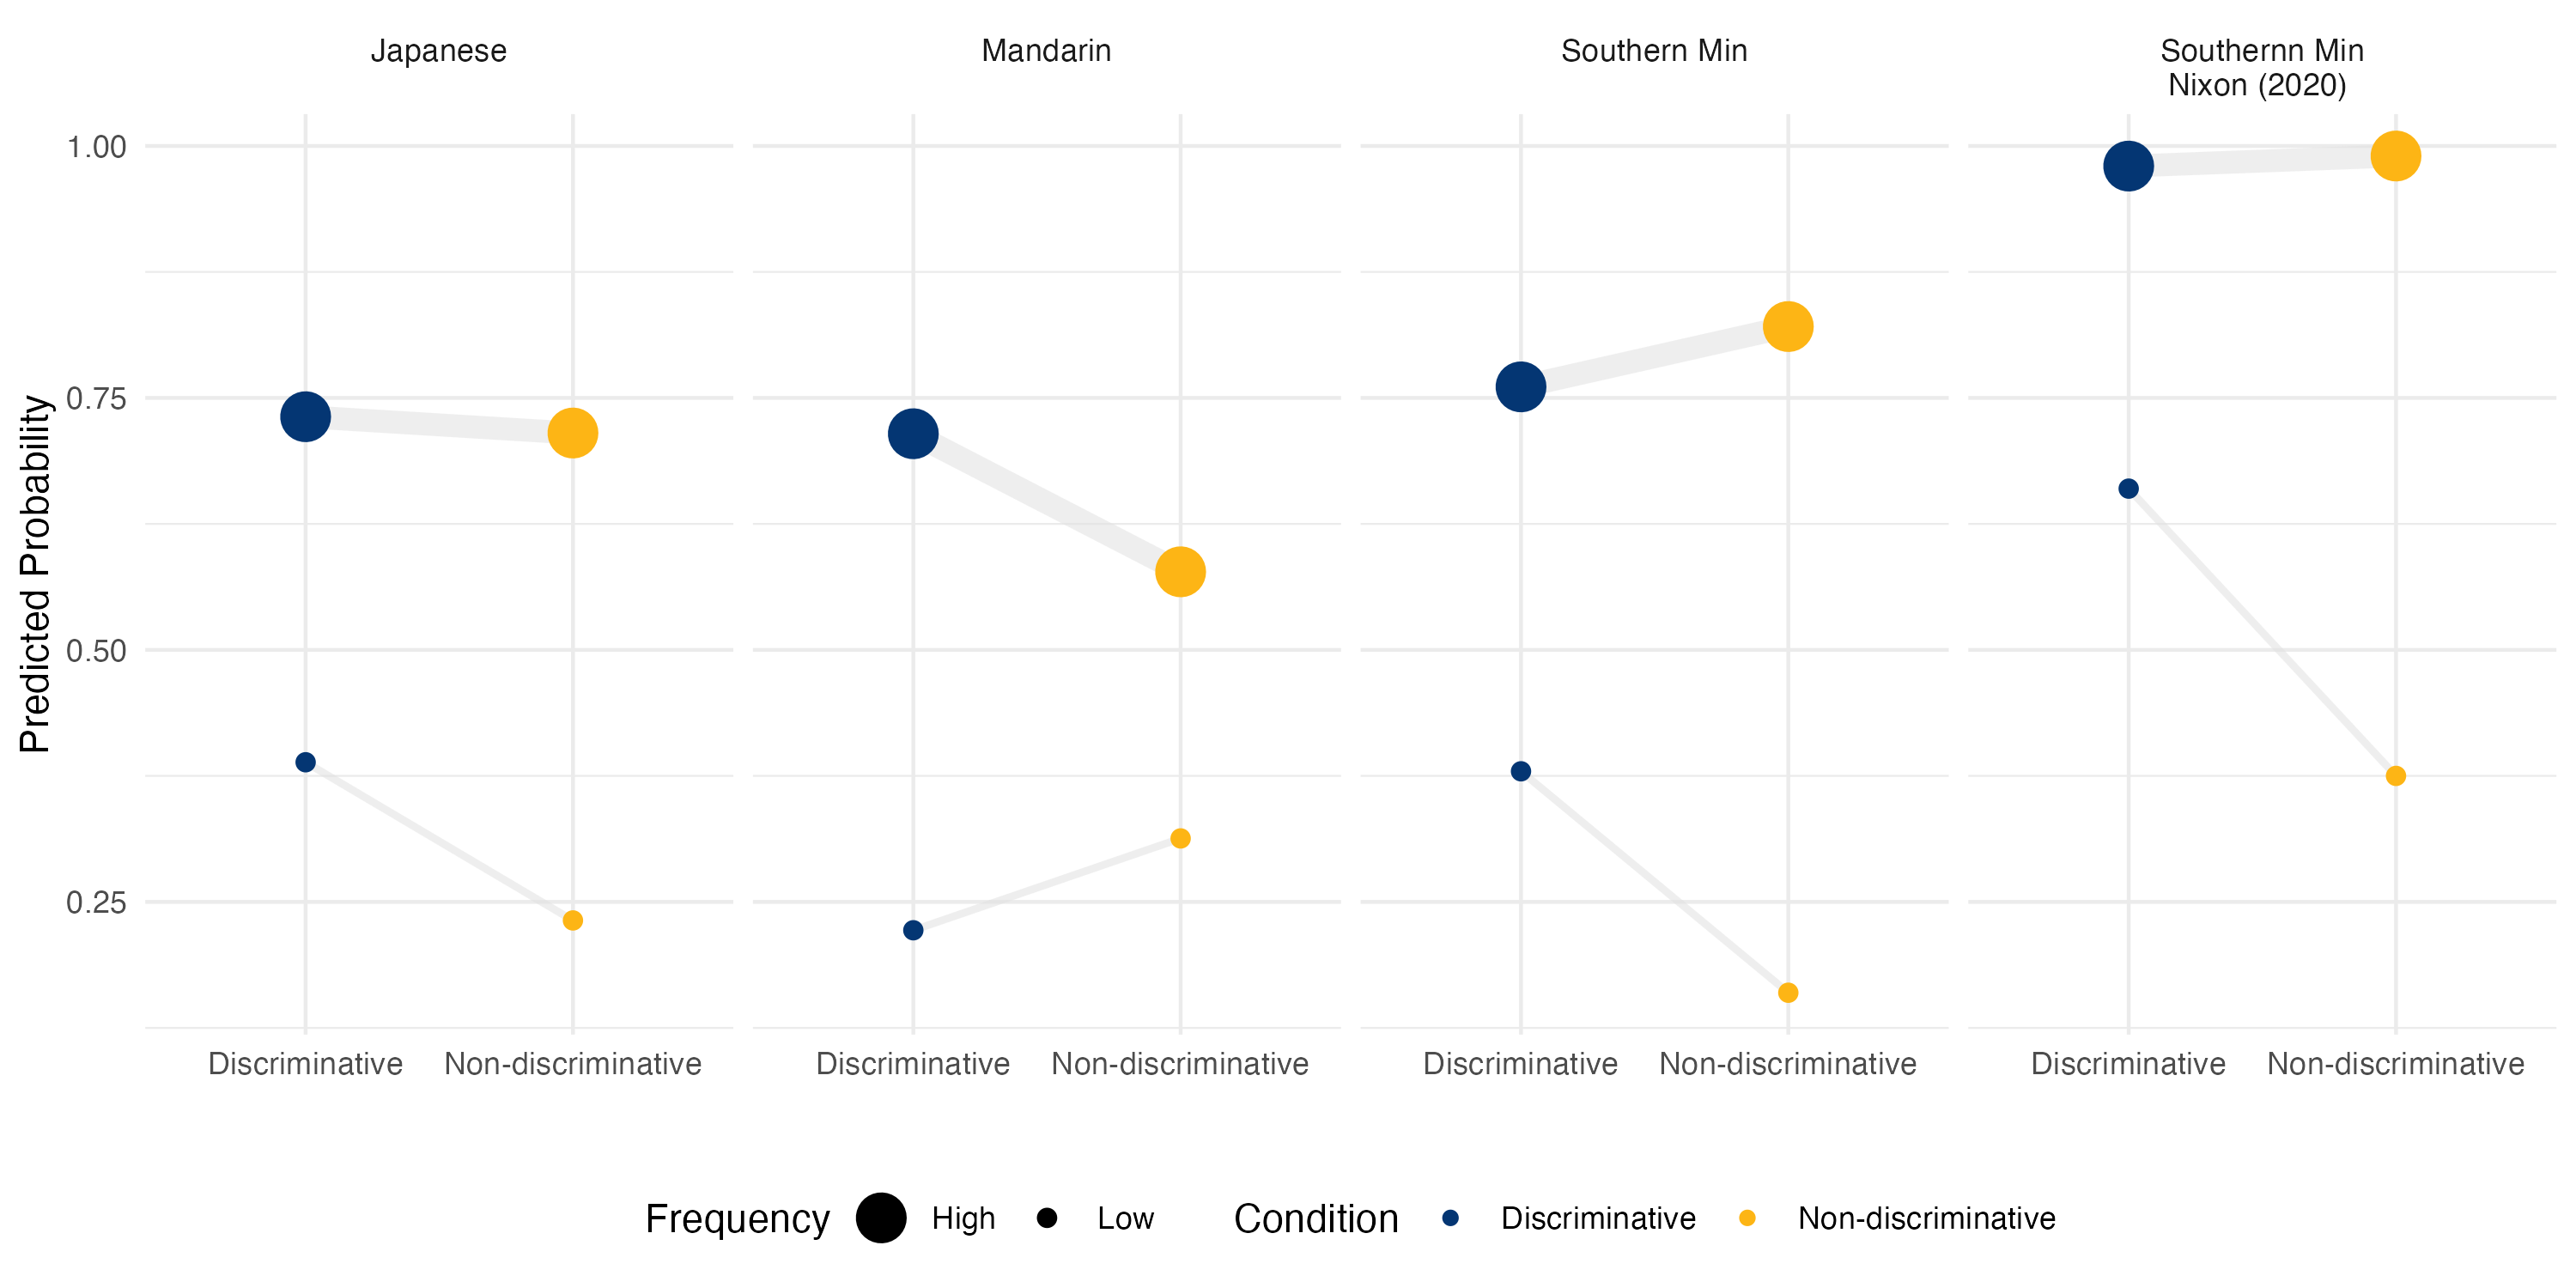 Japanese
Mandarin
Southern Min
Southernn Min
Nixon (2020)
Predicted Probability
1.00
0.75
0.50
0.25
Discriminative Non-discriminative
Discriminative Non-discriminative
Discriminative Non-discriminative
Discriminative Non-discriminative
Frequency High Low Condition Discriminative Non-discriminative